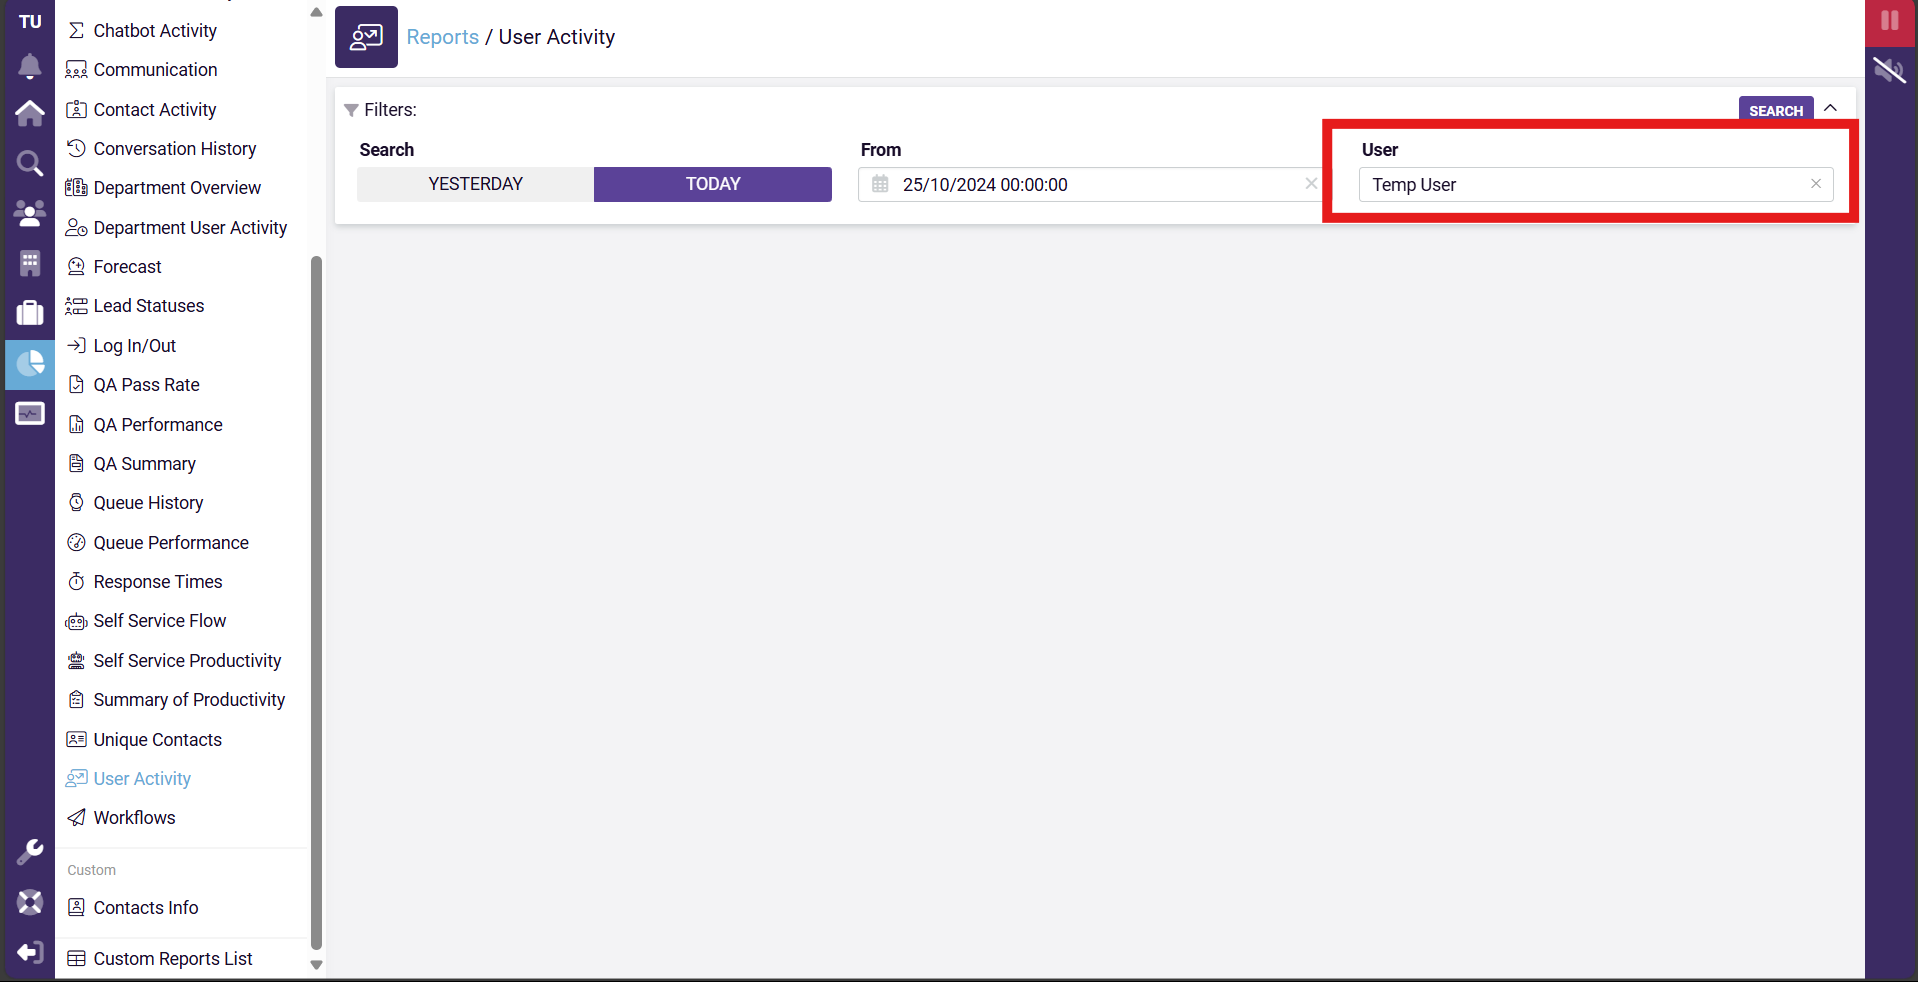 TU
Chatbot Activity
Communication
Contact Activity
Conversation History
Department Overview
Department User Activity
Forecast
Lead Statuses
Log In/Out
QA Pass Rate
QA Performance
QA Summary
Queue History
Queue Performance
Response Times
Self Service Flow
Self Service Productivity
Summary of Productivity
Unique Contacts
User Activity
Workflows
Custom
Contacts Info
Custom Reports List
Reports / User Activity
Filters:
SEARCH
Search
From
User
YESTERDAY
TODAY
25/10/2024 00:00:00
Temp User